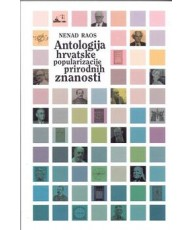 NENAD RAOS
Antologija
hrvatske
popularizacije
prirodnih
znanosti